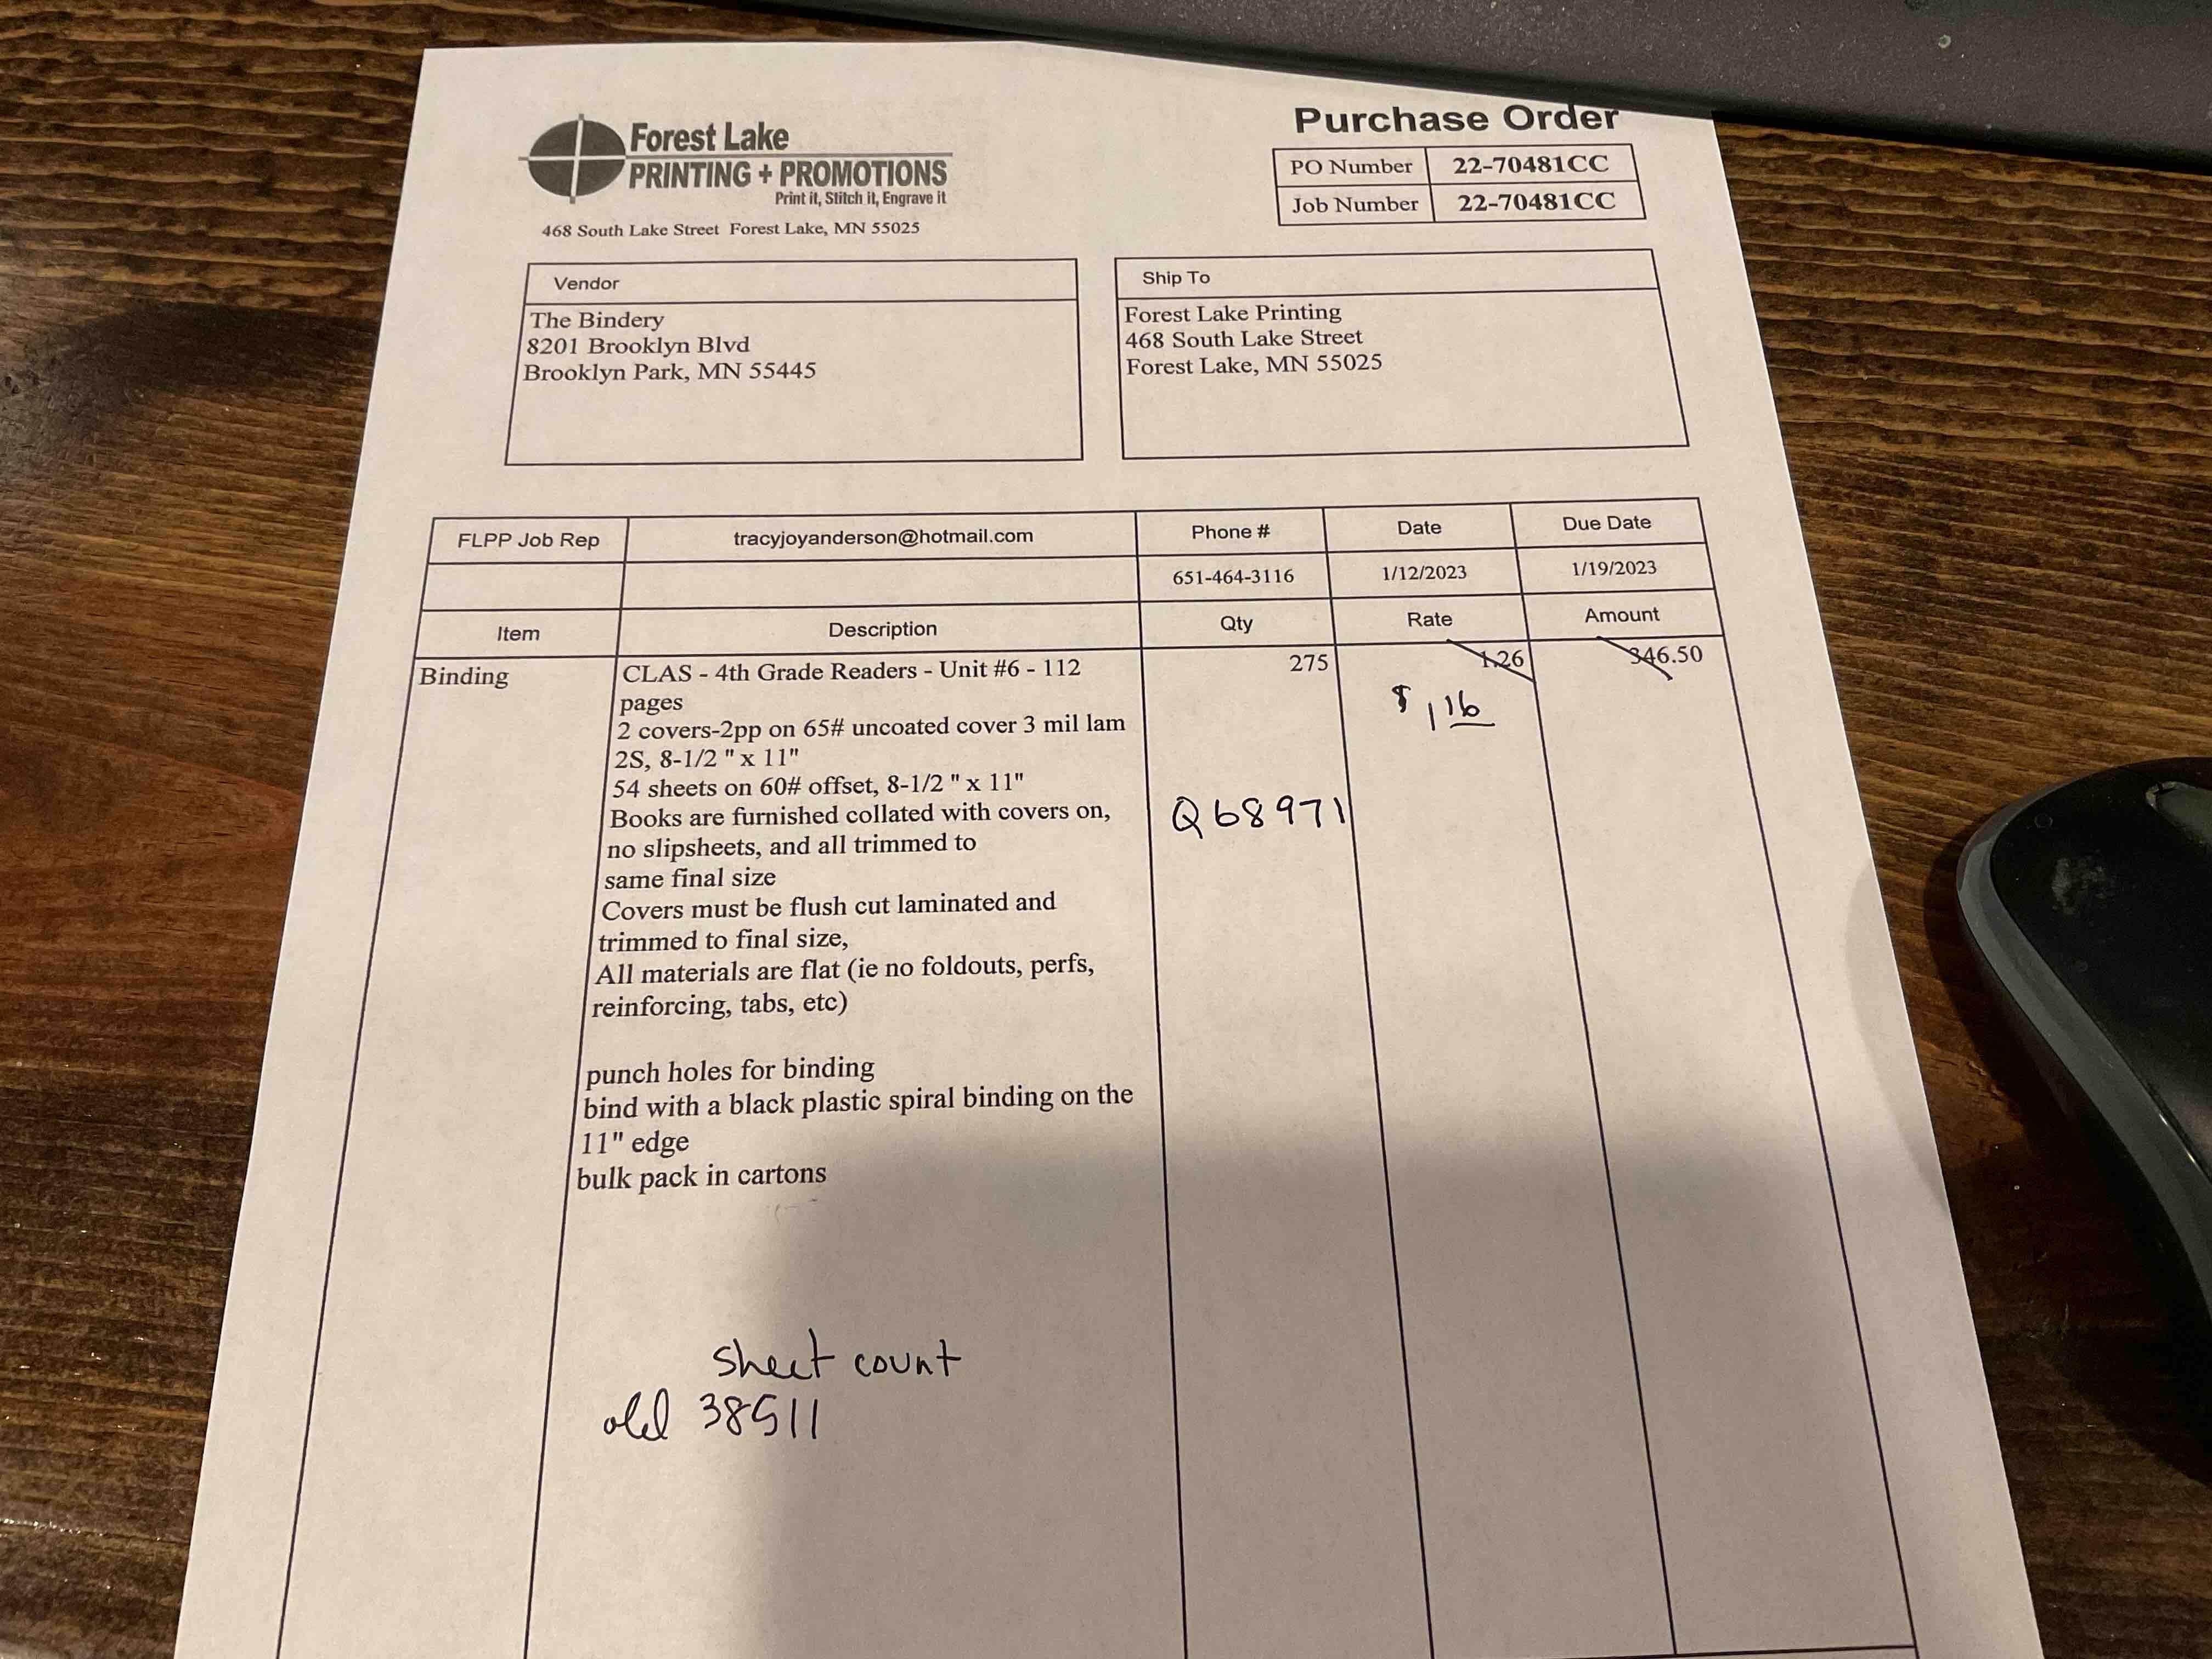 Forest Lake
PRINTING + PROMOTIONS
Print it, Stitch it, Engrave it
468 South Lake Street Forest Lake, MN 55025
Purchase Order
PO Number 22-70481CC
Job Number 22-70481CC
Vendor
The Bindery
8201 Brooklyn Blvd
Brooklyn Park, MN 55445
Ship To
Forest Lake Printing
468 South Lake Street
Forest Lake, MN 55025
FLPP Job Rep tracyjoyanderson@hotmail.com Phone # Date Due Date
651-464-3116 1/12/2023 1/19/2023
Item Description Qty Rate Amount
Binding CLAS - 4th Grade Readers - Unit #6 - 112 275 1.26 346.50
pages
$ 1 16
2 covers-2pp on 65# uncoated cover 3 mil lam
2S, 8-1/2 " x 11"
54 sheets on 60# offset, 8-1/2 " x 11"
Books are furnished collated with covers on, Q68971
no slipsheets, and all trimmed to
same final size
Covers must be flush cut laminated and
trimmed to final size,
All materials are flat (ie no foldouts, perfs,
reinforcing, tabs, etc)
punch holes for binding
bind with a black plastic spiral binding on the
11" edge
bulk pack in cartons
sheet count
old 38511